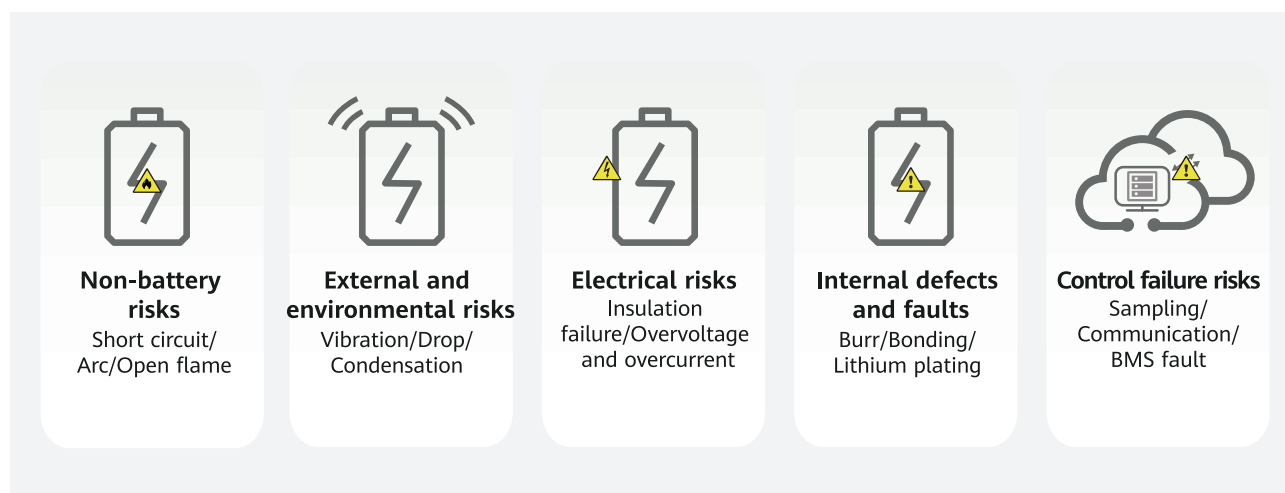 Non-battery
risks
Short circuit/
Arc/Open flame
External and
environmental risks
Vibration/Drop/
Condensation
Electrical risks
Insulation
failure/Overvoltage
and overcurrent
Internal defects
and faults
Burr/Bonding/
Lithium plating
Control failure risks
Sampling/
Communication/
BMS fault